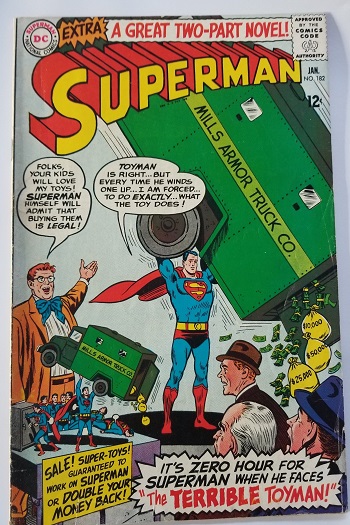 SUPERMAN
DC
NATIONAL COMICS
EXTRA A GREAT TWO-PART NOVEL!
APPROVED
BY THE
COMICS
CODE
AUTHORITY
SUPERMAN
JAN.
NO. 182
12¢
MILLS ARMOR TRUCK CO.
FOLKS,
YOUR KIDS
WILL LOVE
MY TOYS!
SUPERMAN
HIMSELF WILL
ADMIT THAT
BUYING THEM
IS LEGAL!
TOYMAN
IS RIGHT...BUT
EVERY TIME HE WINDS
ONE UP...I AM FORCED...
TO DO EXACTLY...WHAT
THE TOY DOES!
MILLS ARMOR TRUCK CO.
$10,000
$5000
$25,000
SALE! SUPER-TOYS!
GUARANTEED TO
WORK ON SUPERMAN
OR DOUBLE YOUR
MONEY BACK!
IT'S ZERO HOUR FOR
SUPERMAN WHEN HE FACES
"The TERRIBLE TOYMAN!"